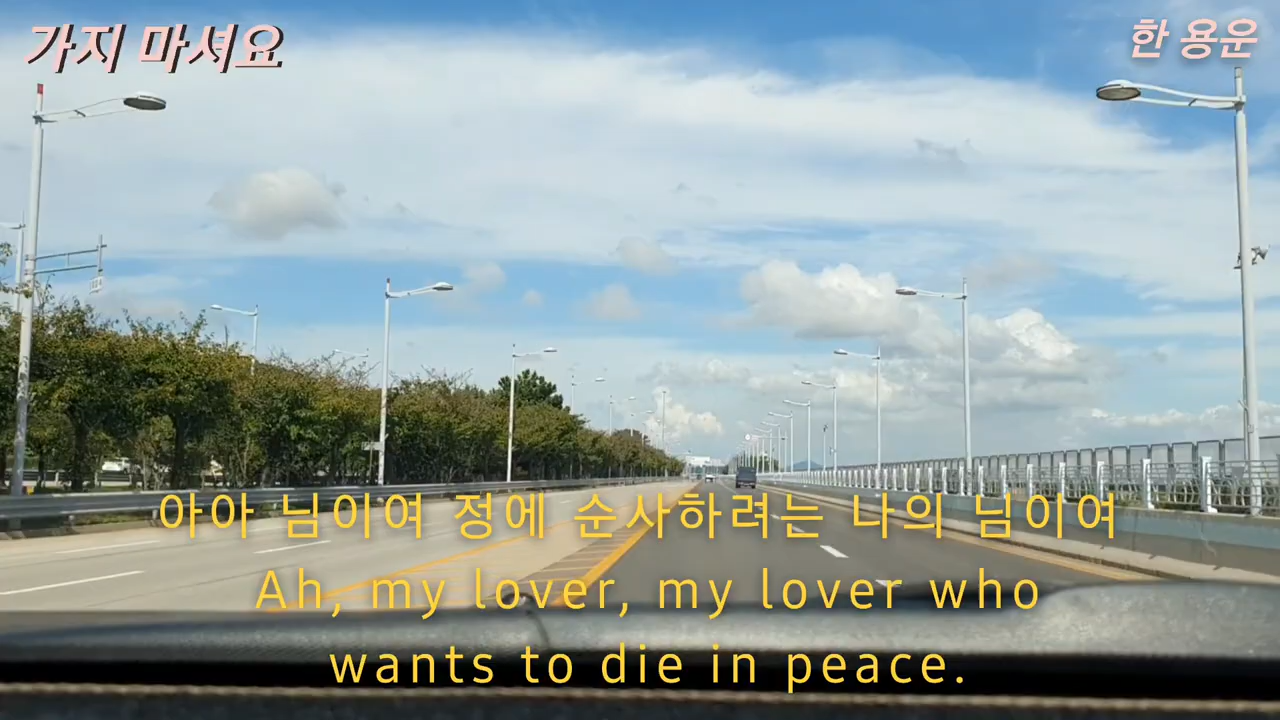 가지 마셔요
한 용운
아아 님이여 정에 순사하려는 나의 님이여
Ah, my lover, my lover who
wants to die in peace.